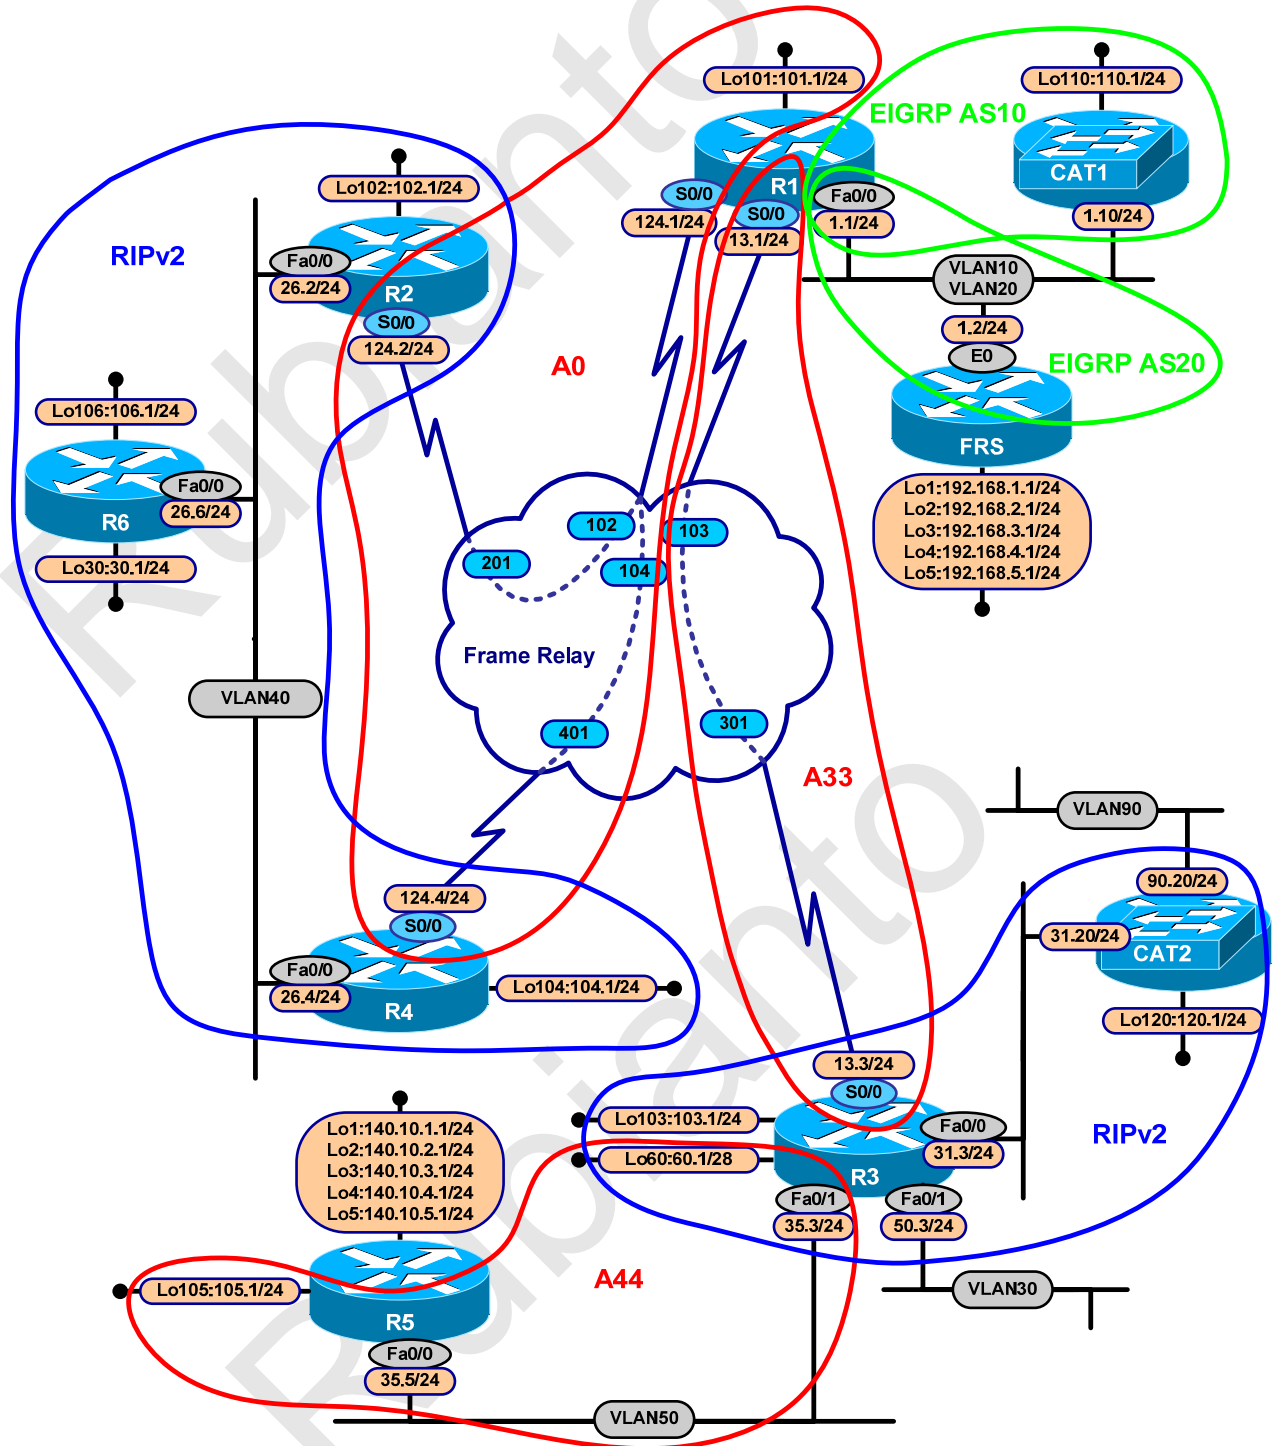 Lo101:101.1/24
Lo110:110.1/24
EIGRP AS10
R1
CAT1
S0/0
124.1/24
S0/0
13.1/24
Fa0/0
1.1/24
1.10/24
Lo102:102.1/24
RIPv2
Fa0/0
26.2/24
R2
S0/0
124.2/24
VLAN10
VLAN20
1.2/24
E0
A0
EIGRP AS20
FRS
Lo1:192.168.1.1/24
Lo2:192.168.2.1/24
Lo3:192.168.3.1/24
Lo4:192.168.4.1/24
Lo5:192.168.5.1/24
Lo106:106.1/24
Fa0/0
26.6/24
R6
Lo30:30.1/24
102
103
201
104
Frame Relay
VLAN40
401
301
A33
VLAN90
90.20/24
31.20/24
CAT2
Lo120:120.1/24
124.4/24
S0/0
Fa0/0
26.4/24
R4
Lo104:104.1/24
13.3/24
S0/0
Lo103:103.1/24
Lo60:60.1/28
R3
Fa0/0
31.3/24
RIPv2
Fa0/1
35.3/24
Fa0/1
50.3/24
VLAN30
Lo1:140.10.1.1/24
Lo2:140.10.2.1/24
Lo3:140.10.3.1/24
Lo4:140.10.4.1/24
Lo5:140.10.5.1/24
Lo105:105.1/24
R5
A44
Fa0/0
35.5/24
VLAN50
Rubianto
Rubianto